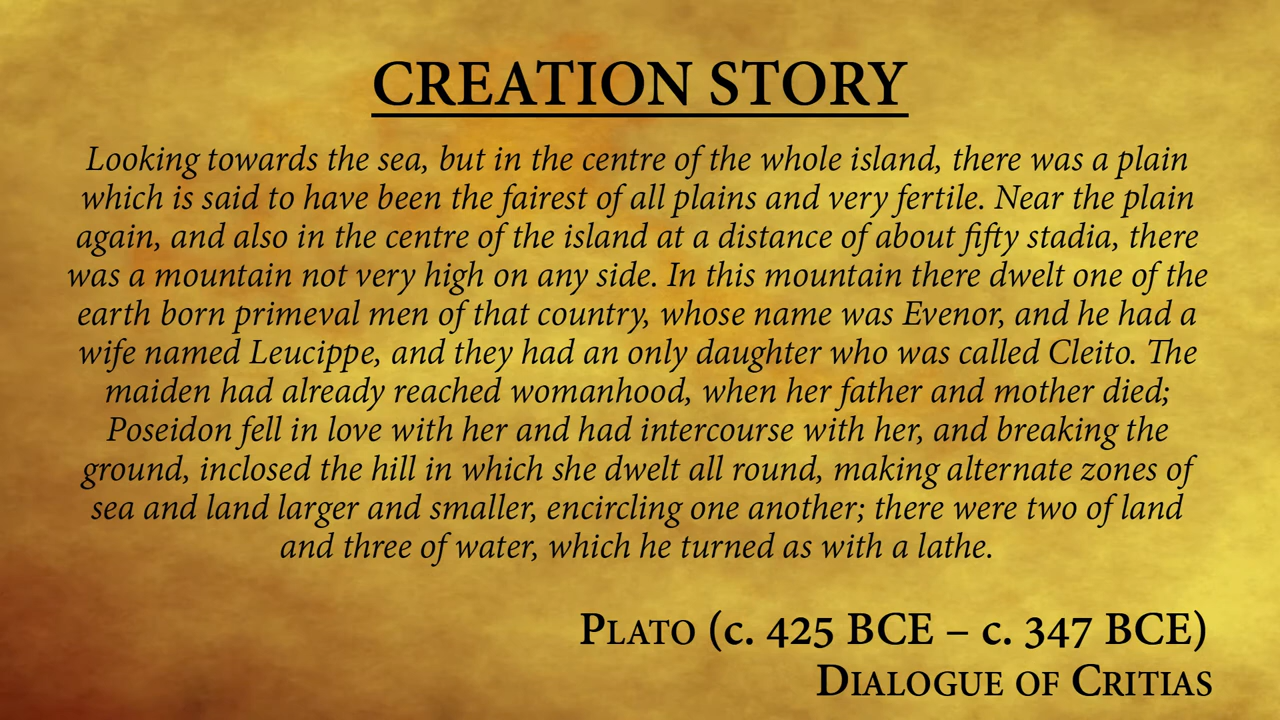 CREATION STORY
Looking towards the sea, but in the centre of the whole island, there was a plain
which is said to have been the fairest of all plains and very fertile. Near the plain
again, and also in the centre of the island at a distance of about fifty stadia, there
was a mountain not very high on any side. In this mountain there dwelt one of the
earth born primeval men of that country, whose name was Evenor, and he had a
wife named Leucippe, and they had an only daughter who was called Cleito. The
maiden had already reached womanhood, when her father and mother died;
Poseidon fell in love with her and had intercourse with her, and breaking the
ground, inclosed the hill in which she dwelt all round, making alternate zones of
sea and land larger and smaller, encircling one another; there were two of land
and three of water, which he turned as with a lathe.
PLATO (c. 425 BCE – c. 347 BCE)
DIALOGUE OF CRITIAS